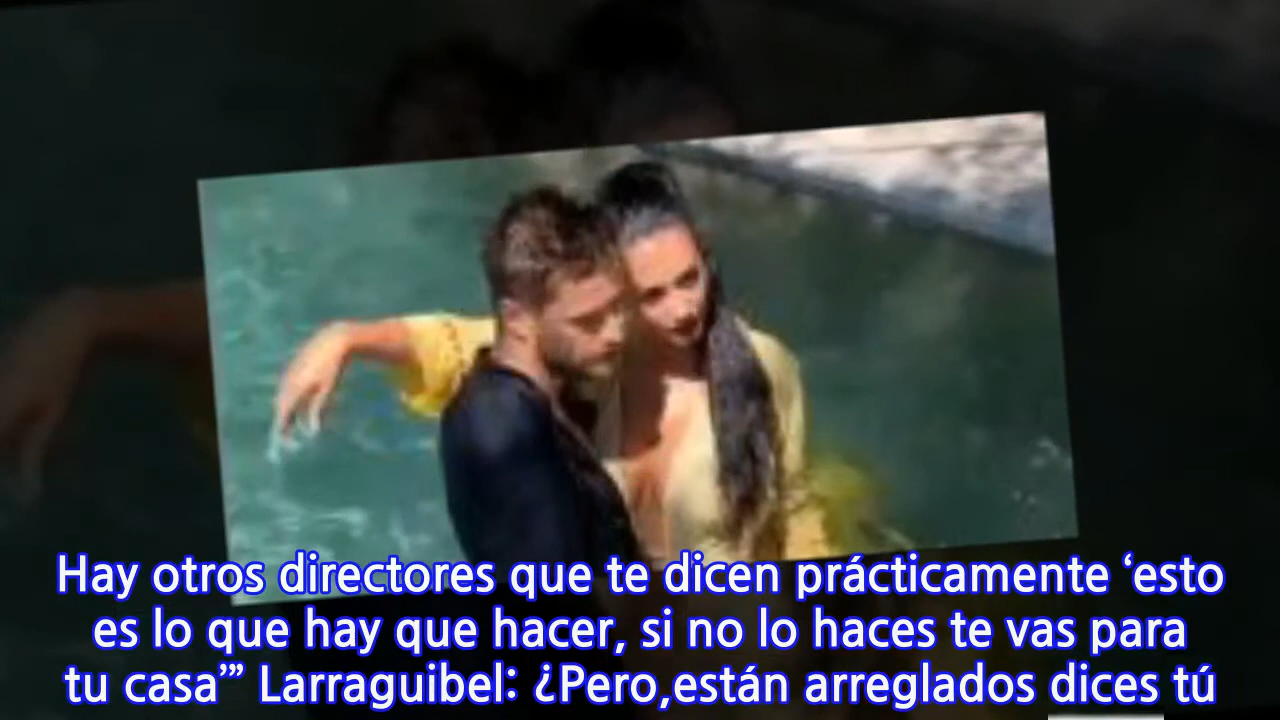 Hay otros directores que te dicen prácticamente ‘esto
es lo que hay que hacer, si no lo haces te vas para
tu casa’” Larraguibel: ¿Pero,están arreglados dices tú